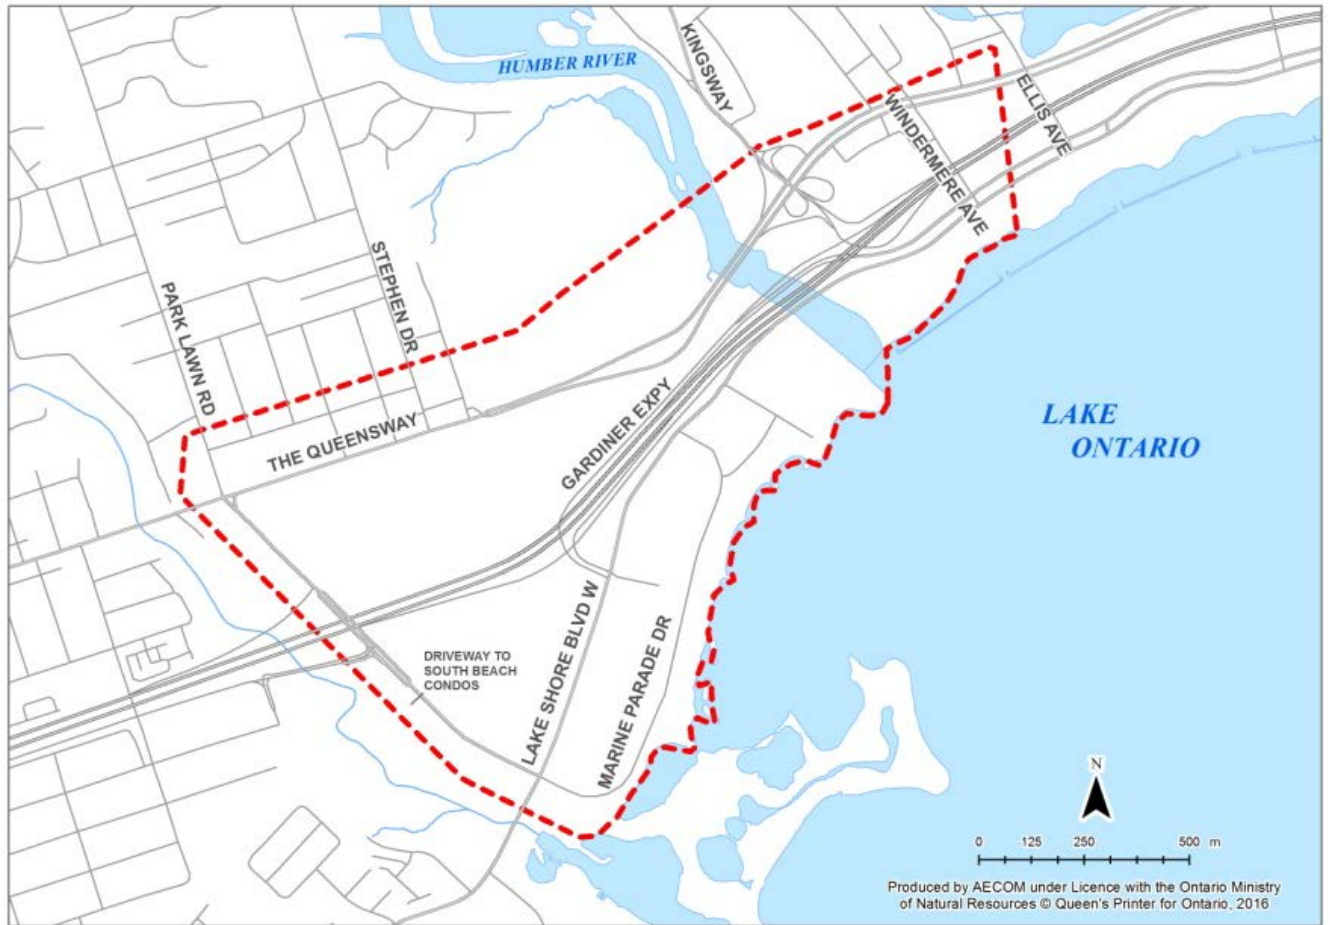 HUMBER RIVER
KINGSWAY
WINDERMERE AVE
ELLIS AVE
STEPHEN DR
PARK LAWN RD
THE QUEENSWAY
GARDINER EXPY
LAKE
ONTARIO
LAKE SHORE BLVD W
MARINE PARADE DR
DRIVEWAY TO
SOUTH BEACH
CONDOS
N
0 125 250 500 m
Produced by AECOM under Licence with the Ontario Ministry
of Natural Resources © Queen's Printer for Ontario, 2016